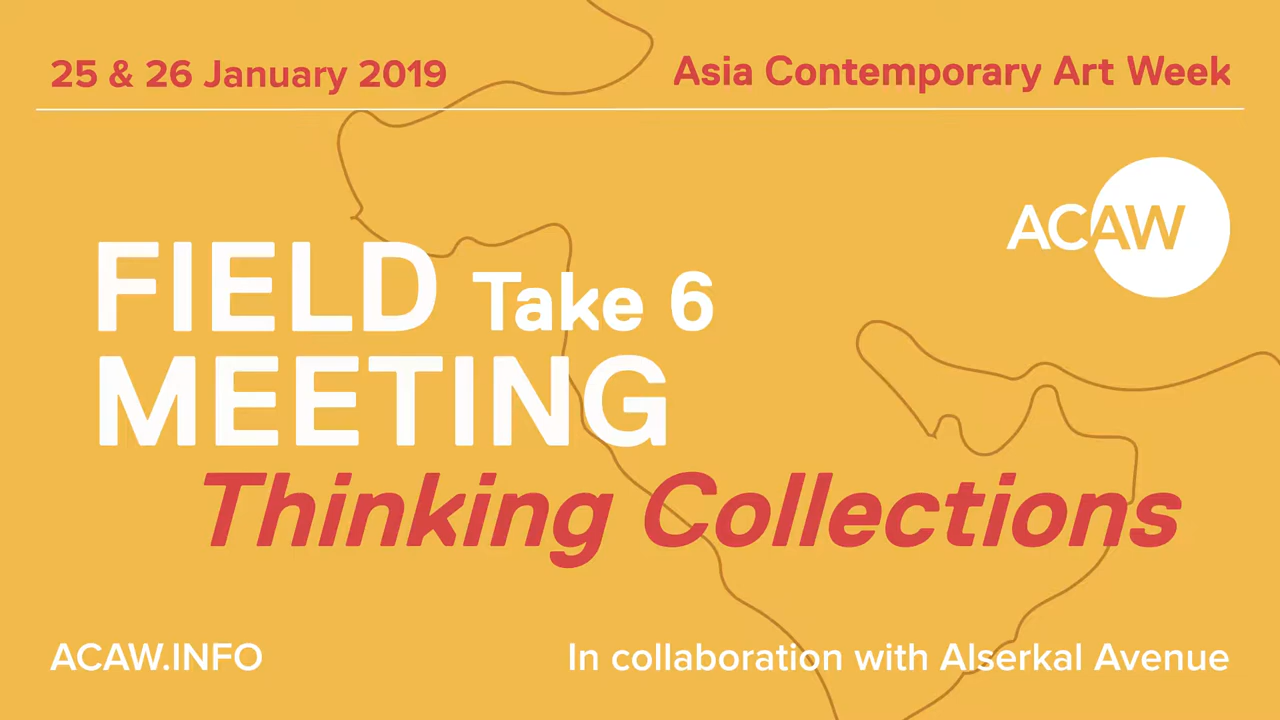 25 & 26 January 2019
Asia Contemporary Art Week
ACAW
FIELD Take 6
MEETING
Thinking Collections
ACAW.INFO
In collaboration with Alserkal Avenue